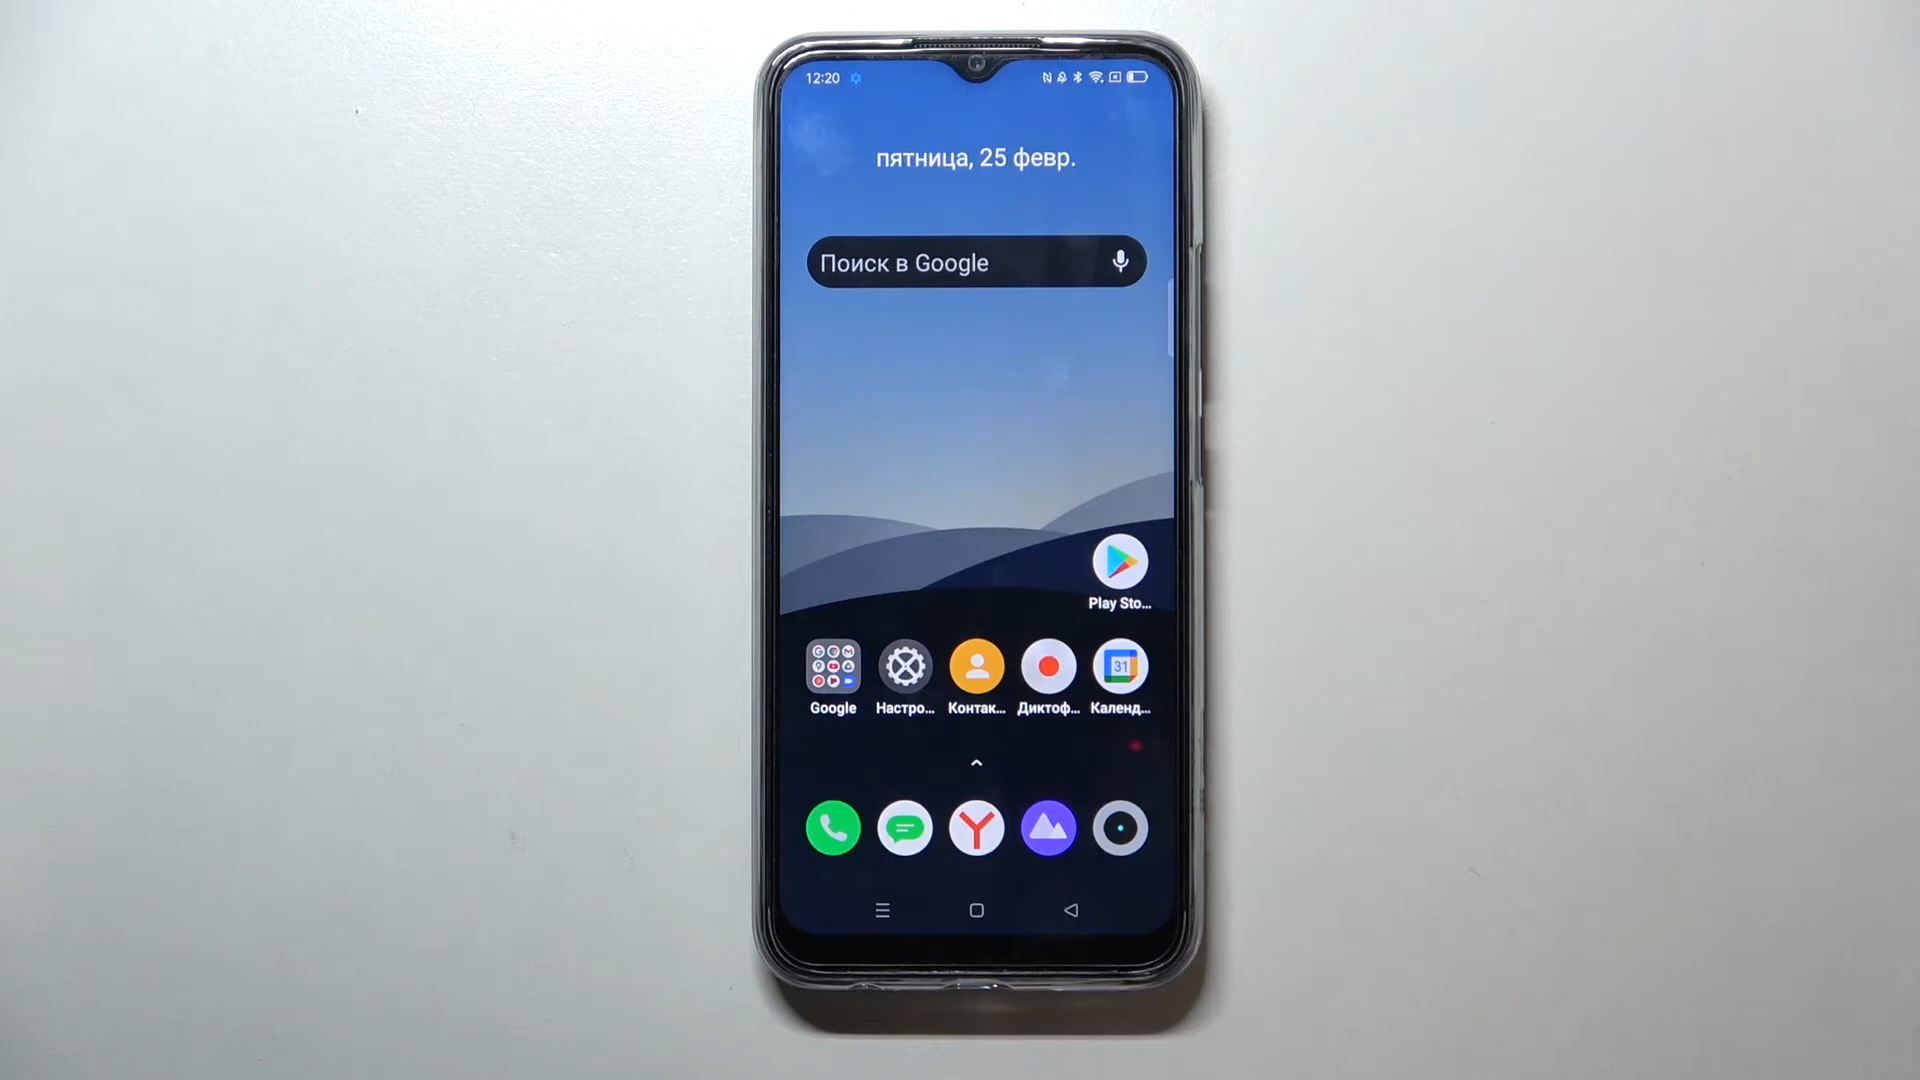 12:20
пятница, 25 февр.
Поиск в Google
Play Sto...
Google
Настро...
Контак...
Диктоф...
Календ...
31